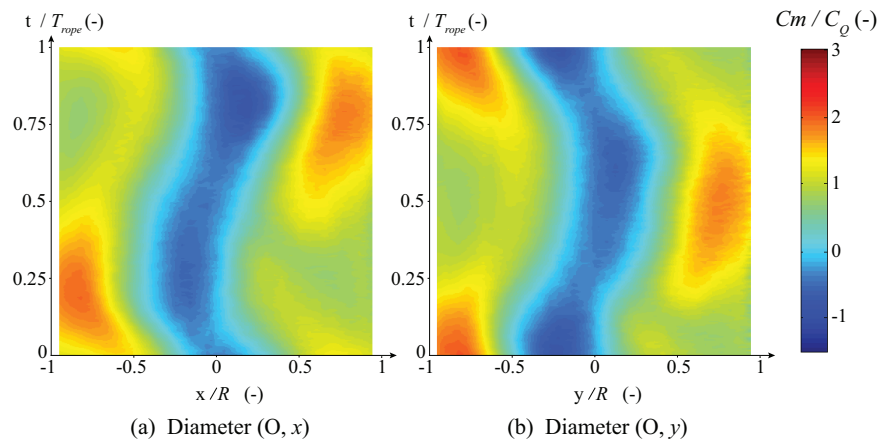 t / T_rope (-)
1
0.75
0.5
0.25
0
-1 -0.5 0 0.5 1
x/R (-)
(a) Diameter (O, x)
t / T_rope (-)
1
0.75
0.5
0.25
0
-1 -0.5 0 0.5 1
y/R (-)
(b) Diameter (O, y)
Cm / C_Q (-)
3
2
1
0
-1